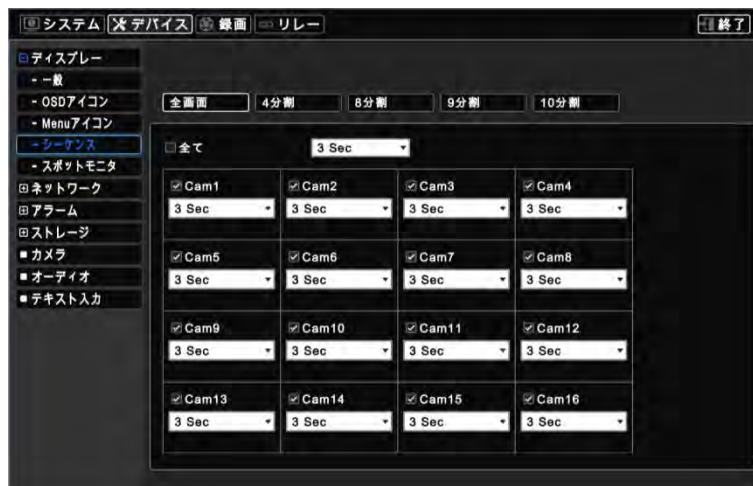 システム デバイス 録画 リレー 終了
ディスプレー
- 一般
- OSDアイコン
- Menuアイコン
- シーケンス
- スポットモニタ
ネットワーク
アラーム
ストレージ
カメラ
オーディオ
テキスト入力
全画面 4分割 8分割 9分割 10分割
全て 3 Sec
Cam1 Cam2 Cam3 Cam4
3 Sec 3 Sec 3 Sec 3 Sec
Cam5 Cam6 Cam7 Cam8
3 Sec 3 Sec 3 Sec 3 Sec
Cam9 Cam10 Cam11 Cam12
3 Sec 3 Sec 3 Sec 3 Sec
Cam13 Cam14 Cam15 Cam16
3 Sec 3 Sec 3 Sec 3 Sec